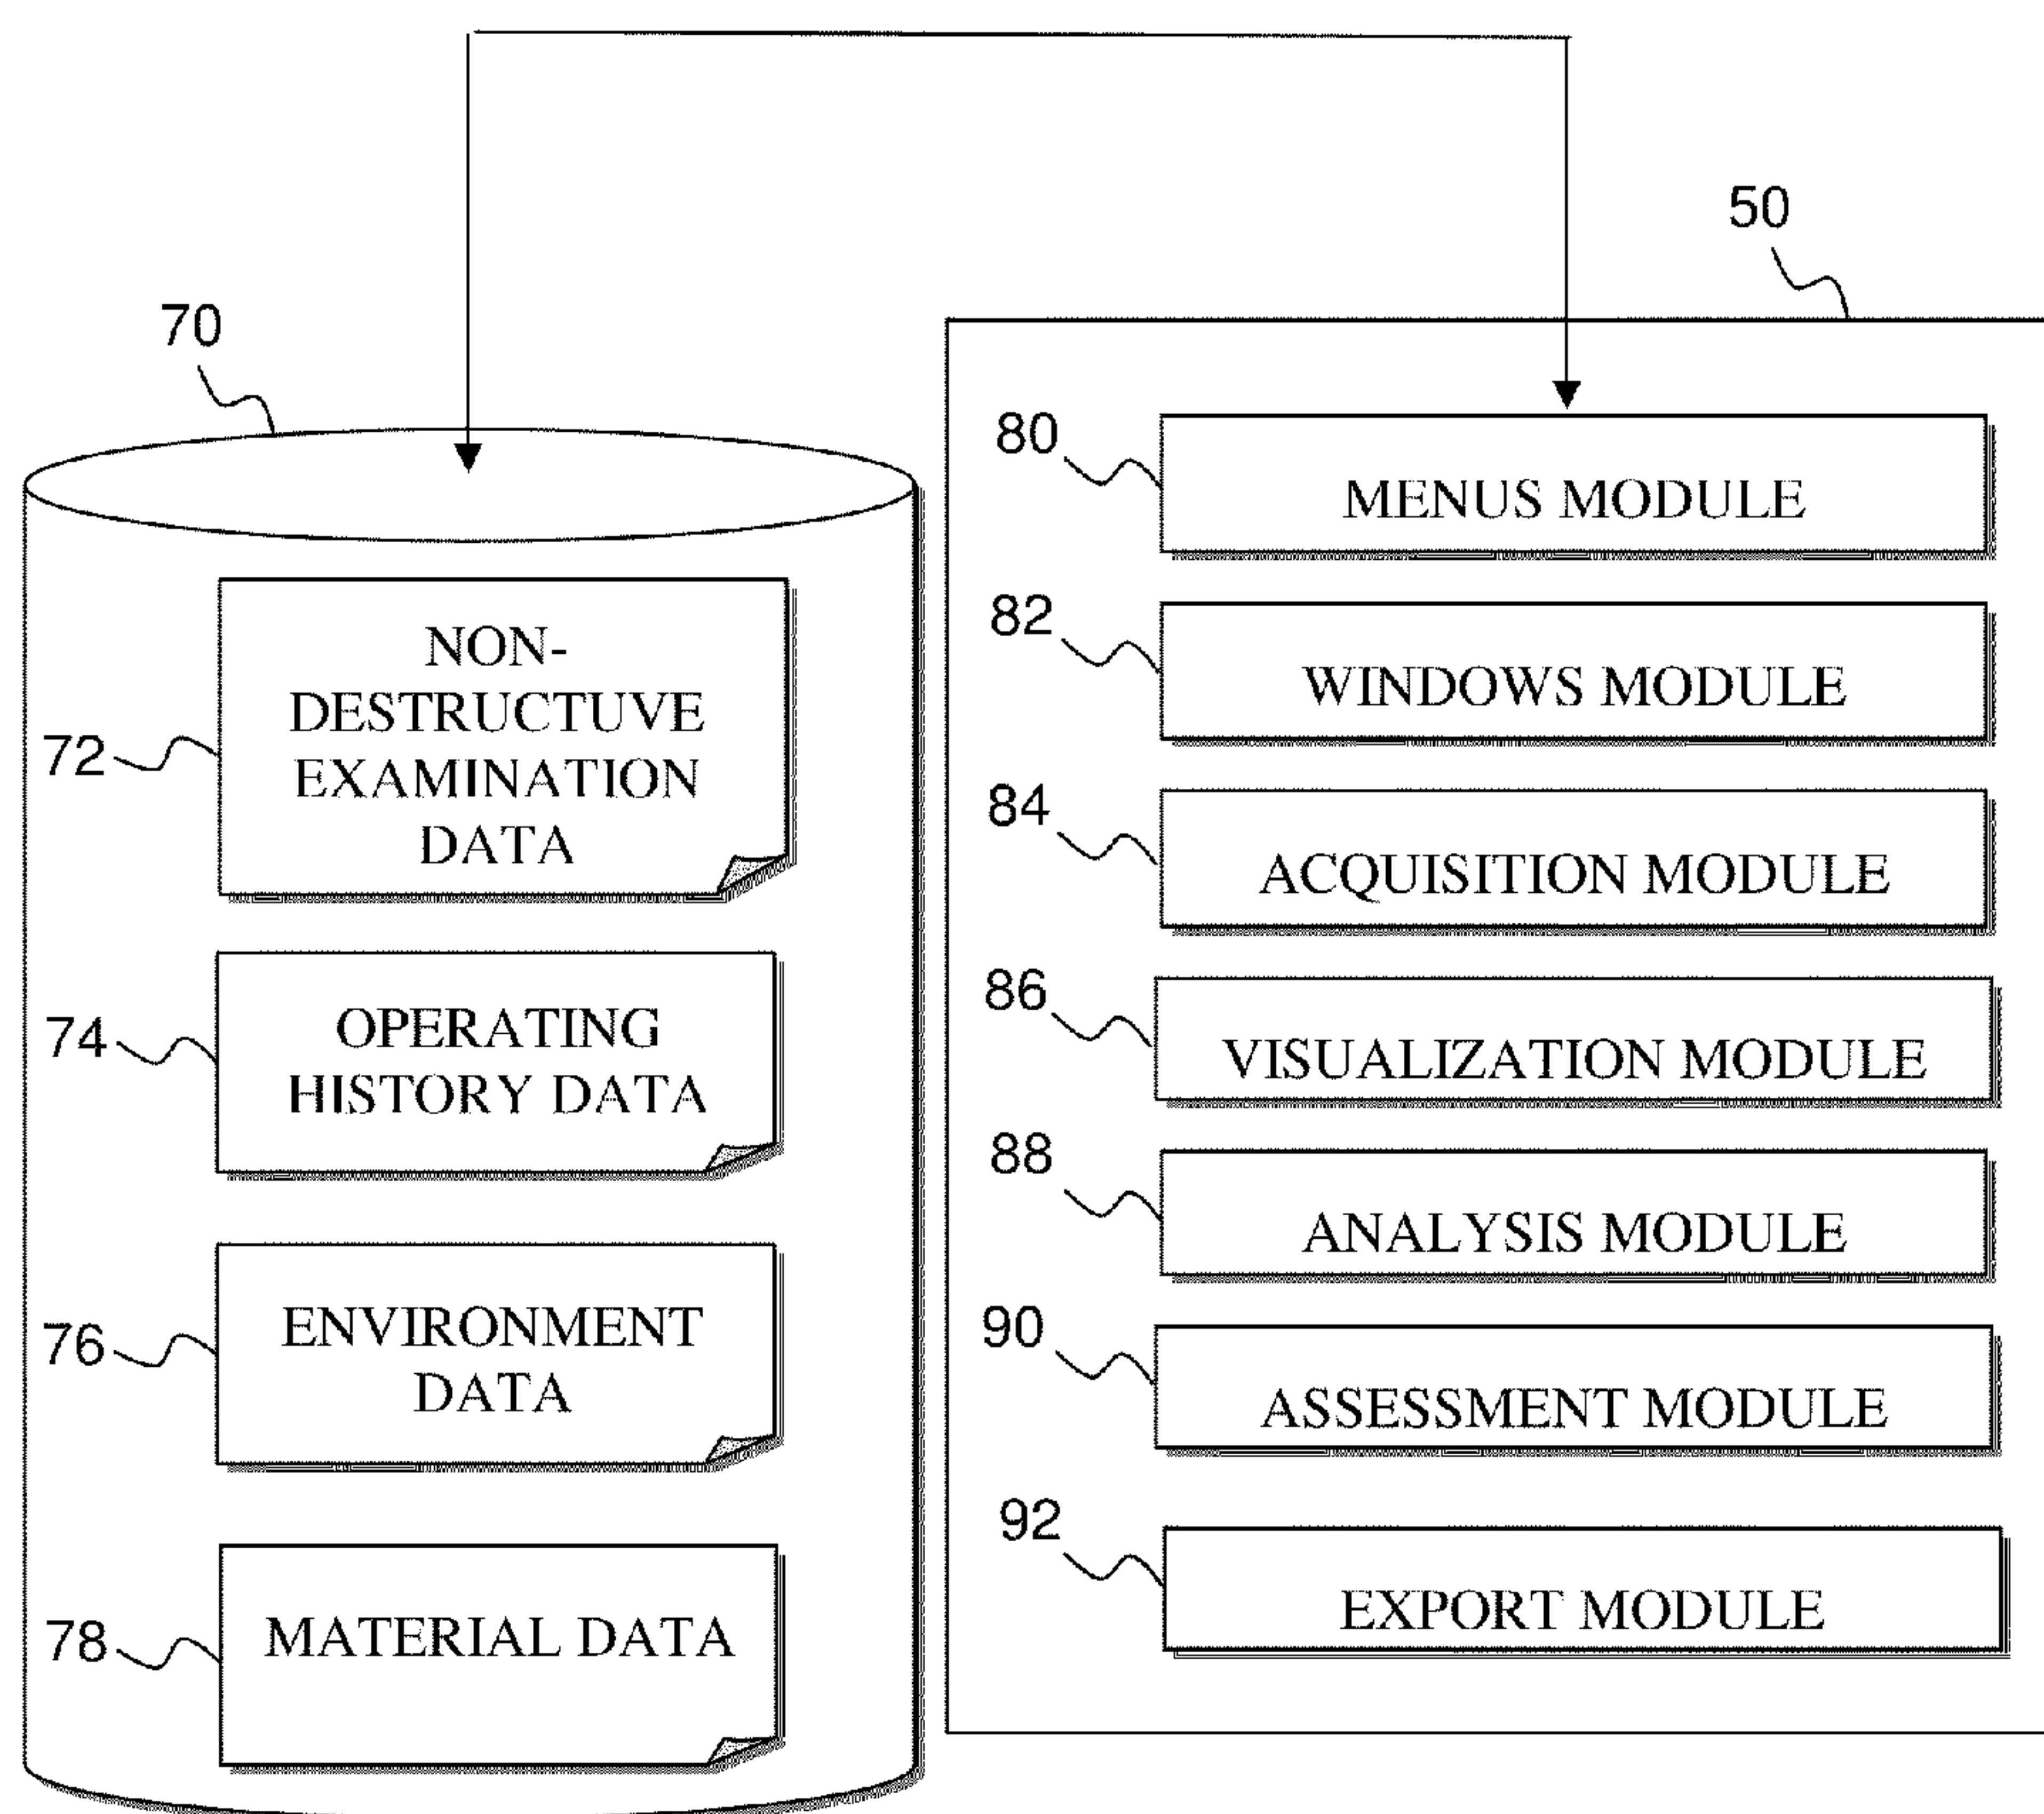 50
70
80
MENUS MODULE
82
WINDOWS MODULE
72
NON-
DESTRUCTUVE
EXAMINATION
DATA
84
ACQUISITION MODULE
74
OPERATING
HISTORY DATA
86
VISUALIZATION MODULE
88
ANALYSIS MODULE
76
ENVIRONMENT
DATA
90
ASSESSMENT MODULE
92
EXPORT MODULE
78
MATERIAL DATA